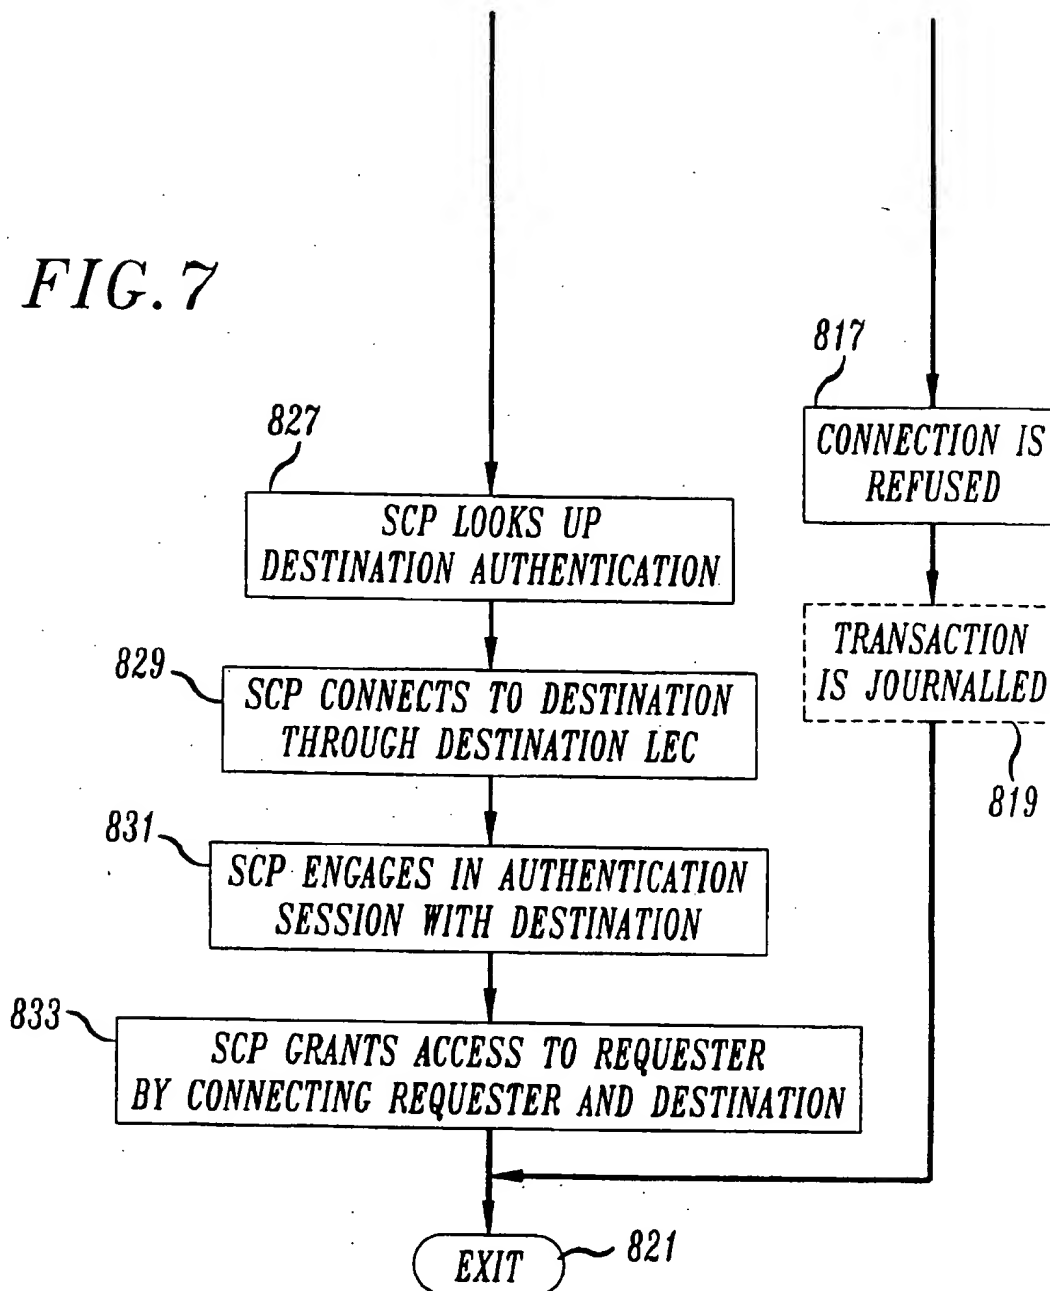 FIG. 7
817
CONNECTION IS
REFUSED
827
SCP LOOKS UP
DESTINATION AUTHENTICATION
TRANSACTION
IS JOURNALLED
819
829
SCP CONNECTS TO DESTINATION
THROUGH DESTINATION LEC
831
SCP ENGAGES IN AUTHENTICATION
SESSION WITH DESTINATION
833
SCP GRANTS ACCESS TO REQUESTER
BY CONNECTING REQUESTER AND DESTINATION
EXIT
821